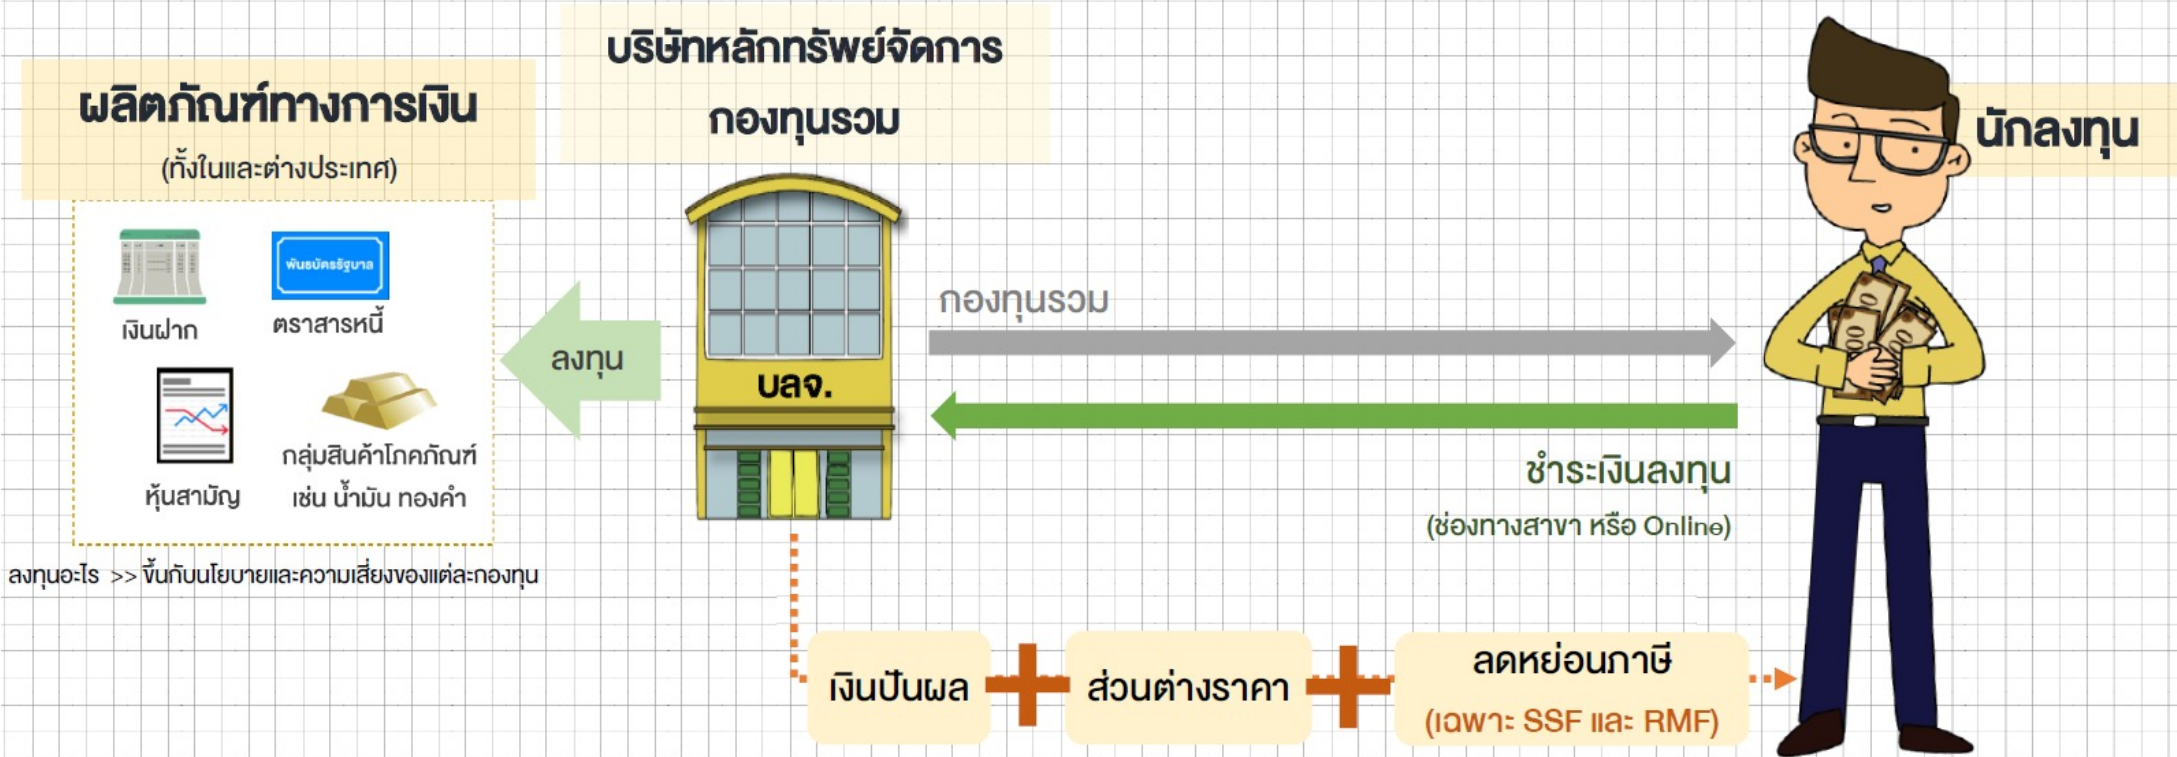 ผลิตภัณฑ์ทางการเงิน
(ทั้งในและต่างประเทศ)
เงินฝาก
พันธบัตรรัฐบาล
ตราสารหนี้
หุ้นสามัญ
กลุ่มสินค้าโภคภัณฑ์
เช่น น้ำมัน ทองคำ
ลงทุนอะไร >> ขึ้นกับนโยบายและความเสี่ยงของแต่ละกองทุน
ลงทุน
บริษัทหลักทรัพย์จัดการ
กองทุนรวม
บลจ.
กองทุนรวม
ชำระเงินลงทุน
(ช่องทางสาขา หรือ Online)
นักลงทุน
เงินปันผล
ส่วนต่างราคา
ลดหย่อนภาษี
(เฉพาะ SSF และ RMF)